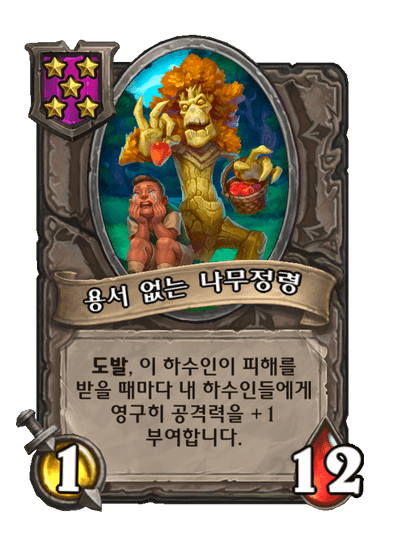 용서 없는 나무정령
도발, 이 하수인이 피해를
받을 때마다 내 하수인들에게
영구히 공격력을 +1
부여합니다.
1
12